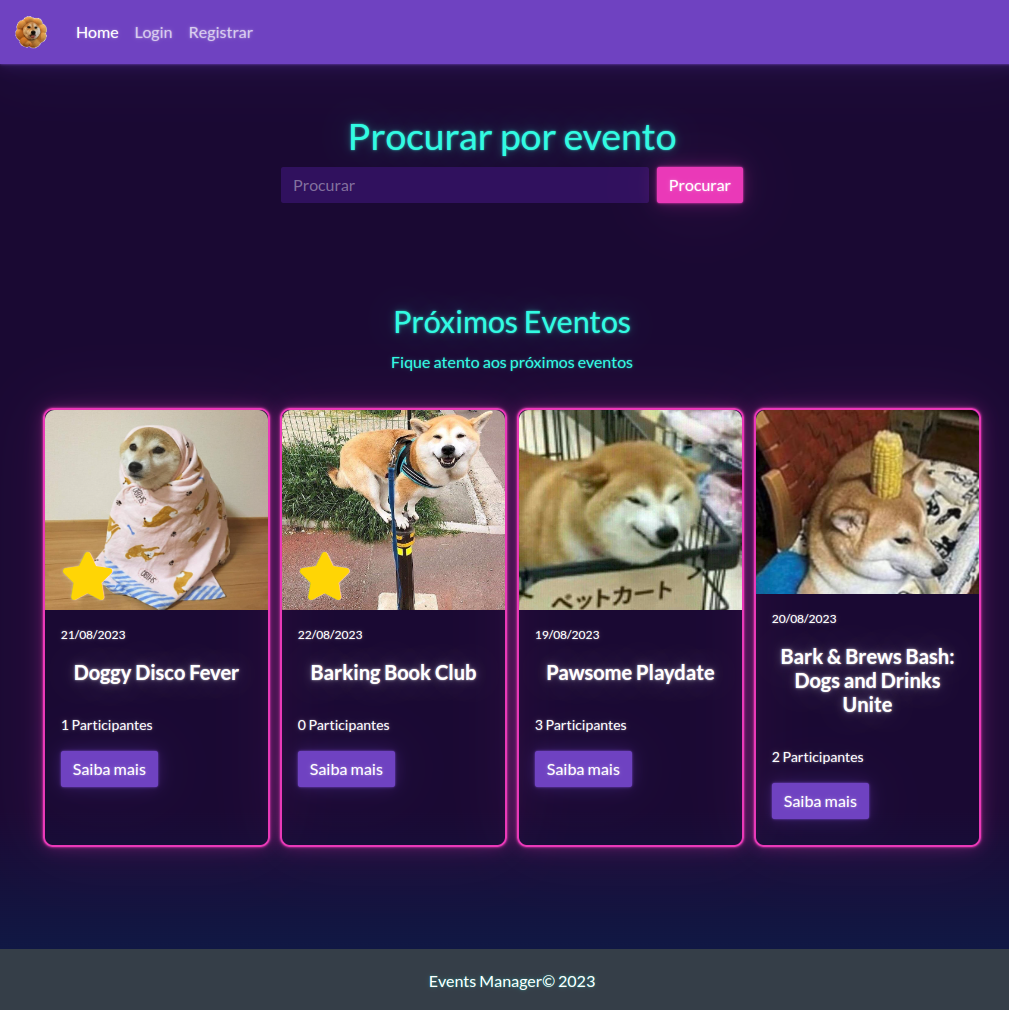 Home Login Registrar
Procurar por evento
Procurar Procurar
Próximos Eventos
Fique atento aos próximos eventos
ペットカート
21/08/2023
Doggy Disco Fever
1 Participantes
Saiba mais
22/08/2023
Barking Book Club
0 Participantes
Saiba mais
19/08/2023
Pawsome Playdate
3 Participantes
Saiba mais
20/08/2023
Bark & Brews Bash:
Dogs and Drinks
Unite
2 Participantes
Saiba mais
Events Manager© 2023